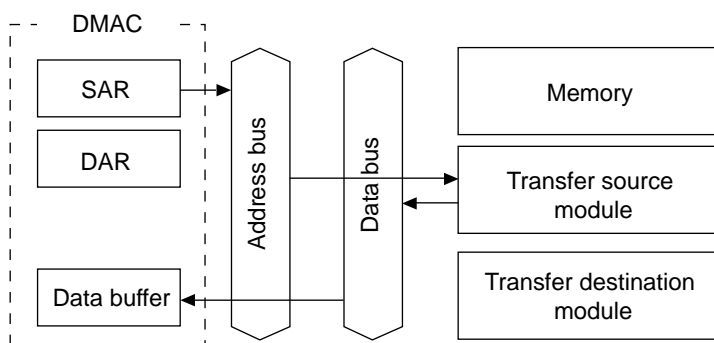 DMAC
SAR
DAR
Data buffer
Address bus
Data bus
Memory
Transfer source
module
Transfer destination
module